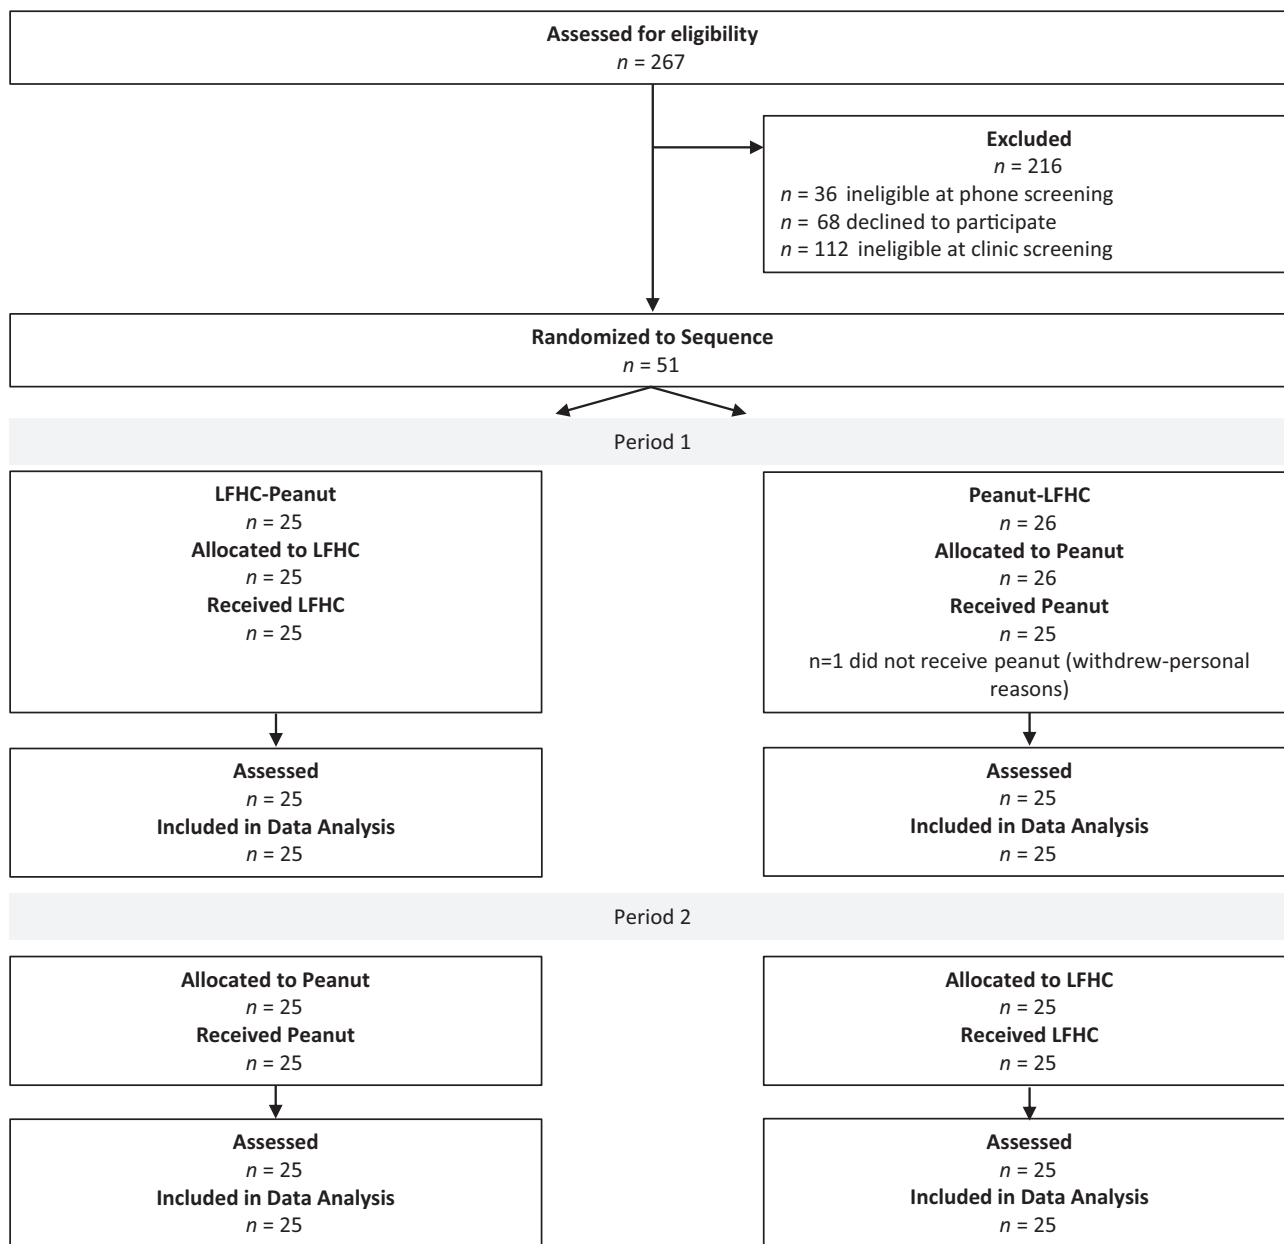 Assessed for eligibility
n = 267
Excluded
n = 216
n = 36 ineligible at phone screening
n = 68 declined to participate
n = 112 ineligible at clinic screening
Randomized to Sequence
n = 51
Period 1
LFHC-Peanut
n = 25
Allocated to LFHC
n = 25
Received LFHC
n = 25
Peanut-LFHC
n = 26
Allocated to Peanut
n = 26
Received Peanut
n = 25
n=1 did not receive peanut (withdrew-personal
reasons)
Assessed
n = 25
Included in Data Analysis
n = 25
Assessed
n = 25
Included in Data Analysis
n = 25
Period 2
Allocated to Peanut
n = 25
Received Peanut
n = 25
Allocated to LFHC
n = 25
Received LFHC
n = 25
Assessed
n = 25
Included in Data Analysis
n = 25
Assessed
n = 25
Included in Data Analysis
n = 25